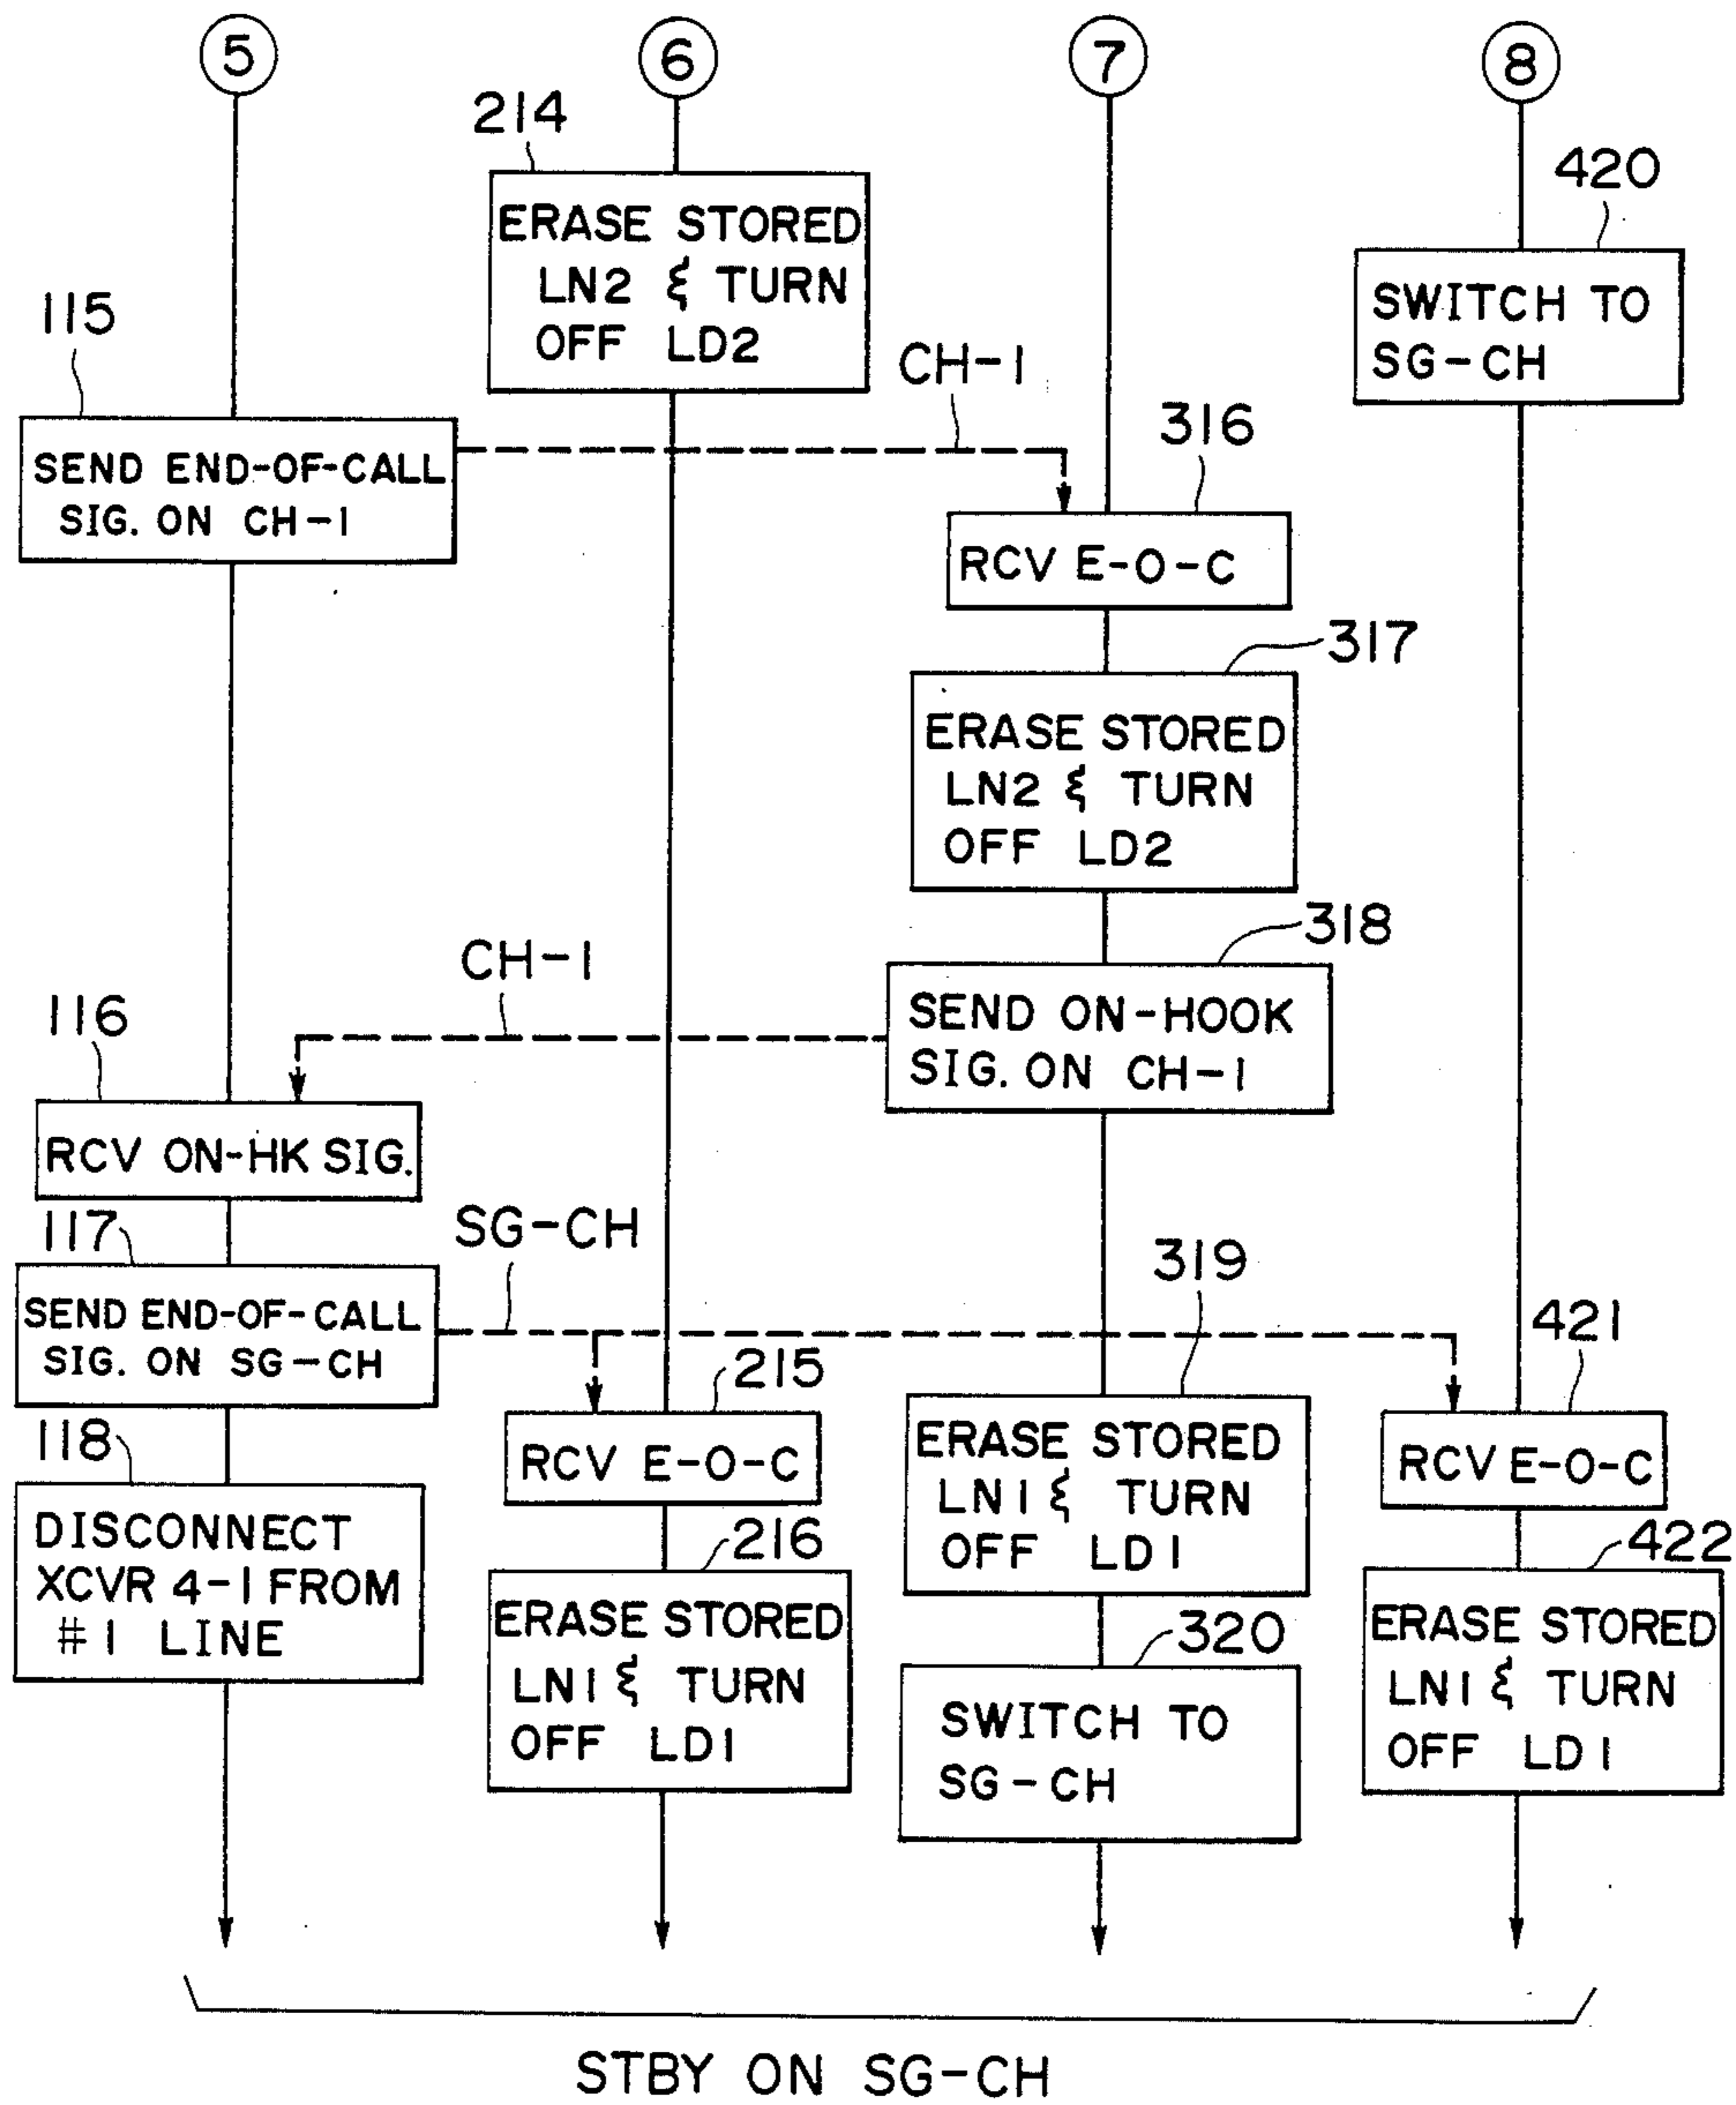 5
6
7
8
214
ERASE STORED
LN2 & TURN
OFF LD2
420
SWITCH TO
SG-CH
115
SEND END-OF-CALL
SIG. ON CH-1
CH-1
316
RCV E-O-C
317
ERASE STORED
LN2 & TURN
OFF LD2
318
SEND ON-HOOK
SIG. ON CH-1
CH-1
116
RCV ON-HK SIG.
117
SEND END-OF-CALL
SIG. ON SG-CH
SG-CH
118
DISCONNECT
XCVR 4-1 FROM
#1 LINE
215
RCV E-O-C
216
ERASE STORED
LN1 & TURN
OFF LD1
319
ERASE STORED
LN1 & TURN
OFF LD1
320
SWITCH TO
SG-CH
421
RCV E-O-C
422
ERASE STORED
LN1 & TURN
OFF LD1
STBY ON SG-CH